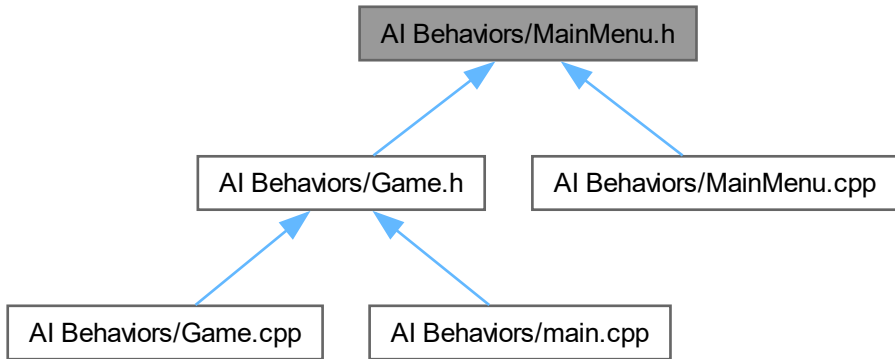 AI Behaviors/MainMenu.h
AI Behaviors/Game.h
AI Behaviors/MainMenu.cpp
AI Behaviors/Game.cpp
AI Behaviors/main.cpp